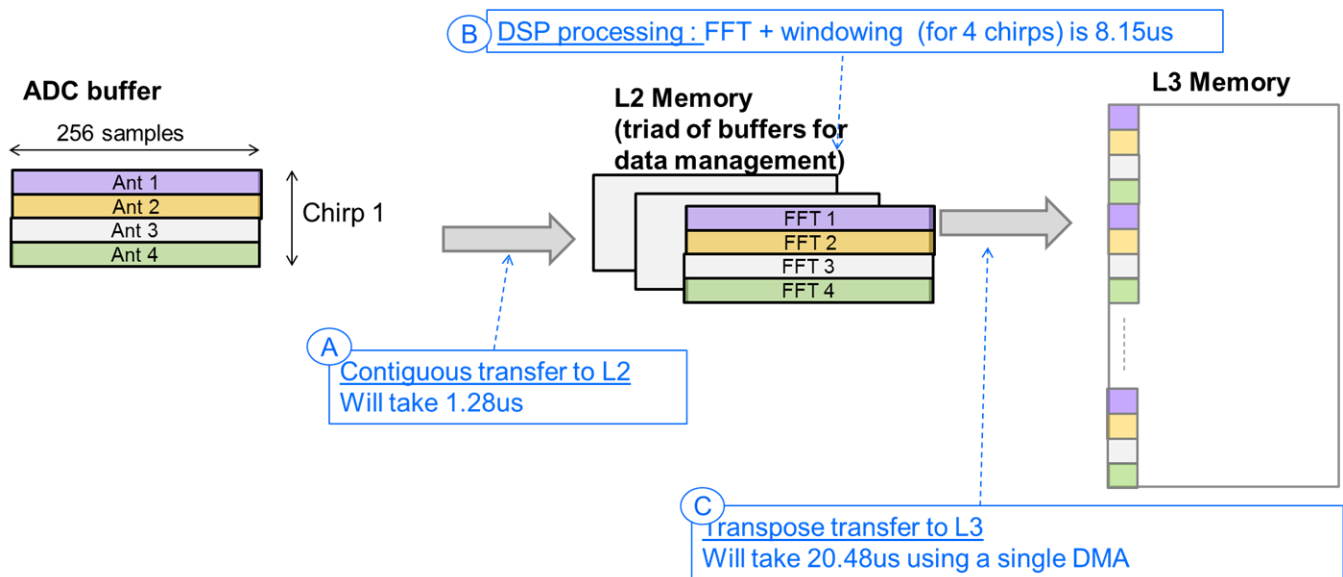 B
DSP processing : FFT + windowing (for 4 chirps) is 8.15us
ADC buffer
256 samples
Ant 1
Ant 2
Ant 3
Ant 4
Chirp 1
L2 Memory
(triad of buffers for
data management)
FFT 1
FFT 2
FFT 3
FFT 4
L3 Memory
A
Contiguous transfer to L2
Will take 1.28us
C
Transpose transfer to L3
Will take 20.48us using a single DMA